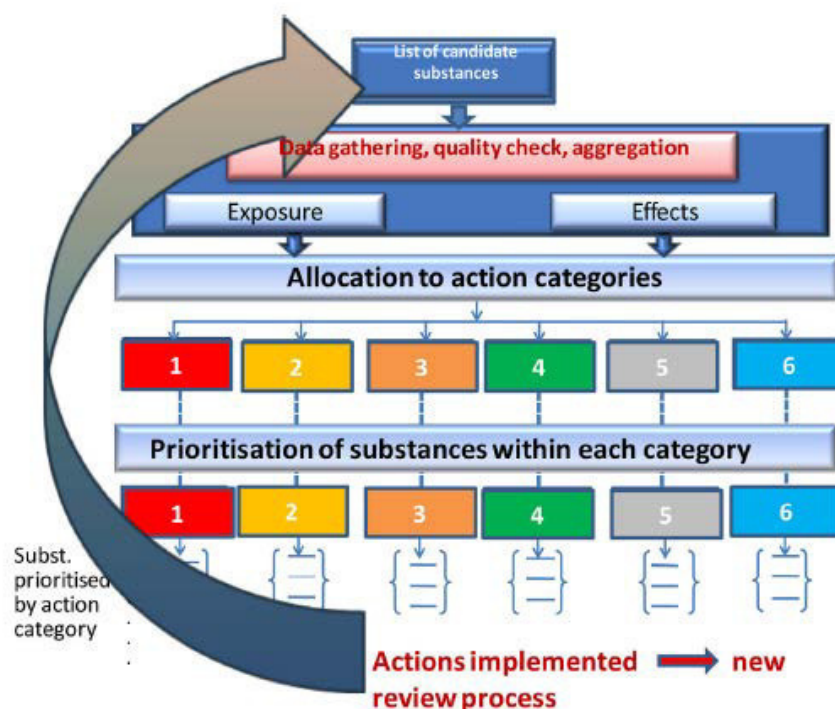 List of candidate
substances
Data gathering, quality check, aggregation
Exposure
Effects
Allocation to action categories
1 2 3 4 5 6
Prioritisation of substances within each category
1 2 3 4 5 6
Subst.
prioritised
by action
category
Actions implemented new
review process